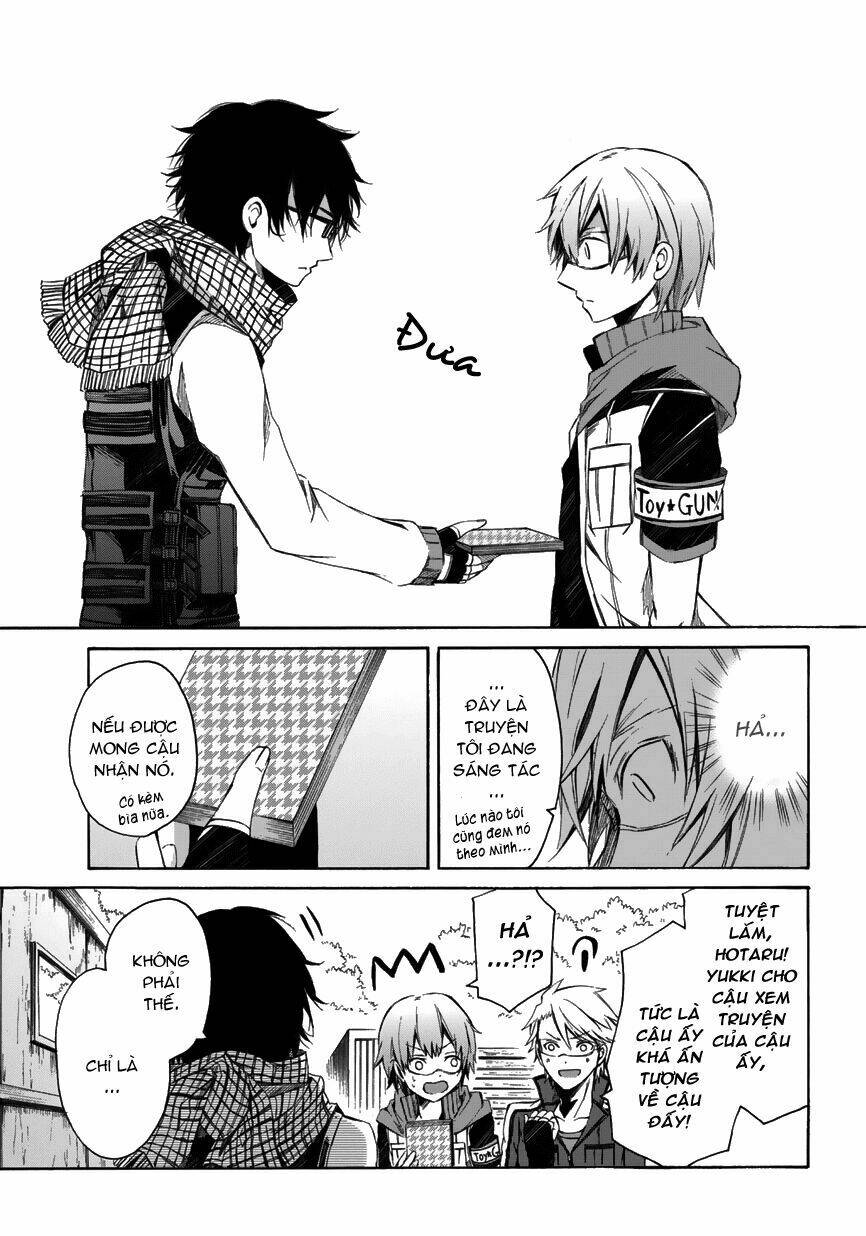 Đưa
Toy★GUN
HẢ...
...
ĐÂY LÀ
TRUYỆN
TÔI ĐANG
SÁNG TÁC
...
Lúc nào tôi
cũng đem nó
theo mình...
NẾU ĐƯỢC
MONG CẬU
NHẬN NÓ.
Có kèm
bìa nữa.
TUYỆT
LẮM,
HOTARU!
YUKKI CHO
CẬU XEM
TRUYỆN
CỦA CẬU
ẤY,
TỨC LÀ
CẬU ẤY
KHÁ ẤN
TƯỢNG
VỀ CẬU
ĐẤY!
HẢ
...?!?
KHÔNG
PHẢI
THẾ.
CHỈ LÀ
...
Toy★G